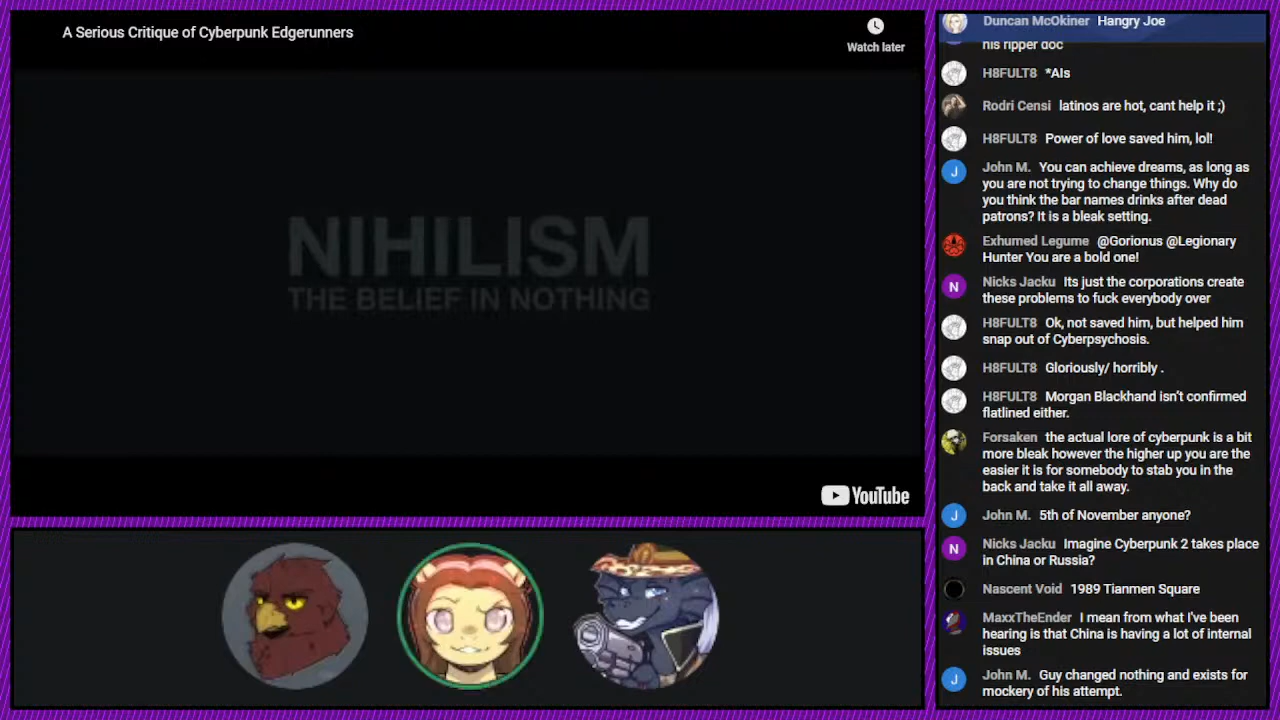 A Serious Critique of Cyberpunk Edgerunners
Watch later
NIHILISM
THE BELIEF IN NOTHING
YouTube
Duncan McOkiner Hangry Joe
his ripper doc
H8FULT8 *AIs
Rodri Censi latinos are hot, cant help it ;)
H8FULT8 Power of love saved him, lol!
J John M. You can achieve dreams, as long as
you are not trying to change things. Why do
you think the bar names drinks after dead
patrons? It is a bleak setting.
Exhumed Legume @Gorionus @Legionary
Hunter You are a bold one!
N Nicks Jacku Its just the corporations create
these problems to fuck everybody over
H8FULT8 Ok, not saved him, but helped him
snap out of Cyberpsychosis.
H8FULT8 Gloriously/ horribly .
H8FULT8 Morgan Blackhand isn't confirmed
flatlined either.
Forsaken the actual lore of cyberpunk is a bit
more bleak however the higher up you are the
easier it is for somebody to stab you in the
back and take it all away.
J John M. 5th of November anyone?
N Nicks Jacku Imagine Cyberpunk 2 takes place
in China or Russia?
Nascent Void 1989 Tianmen Square
MaxxTheEnder I mean from what I've been
hearing is that China is having a lot of internal
issues
J John M. Guy changed nothing and exists for
mockery of his attempt.